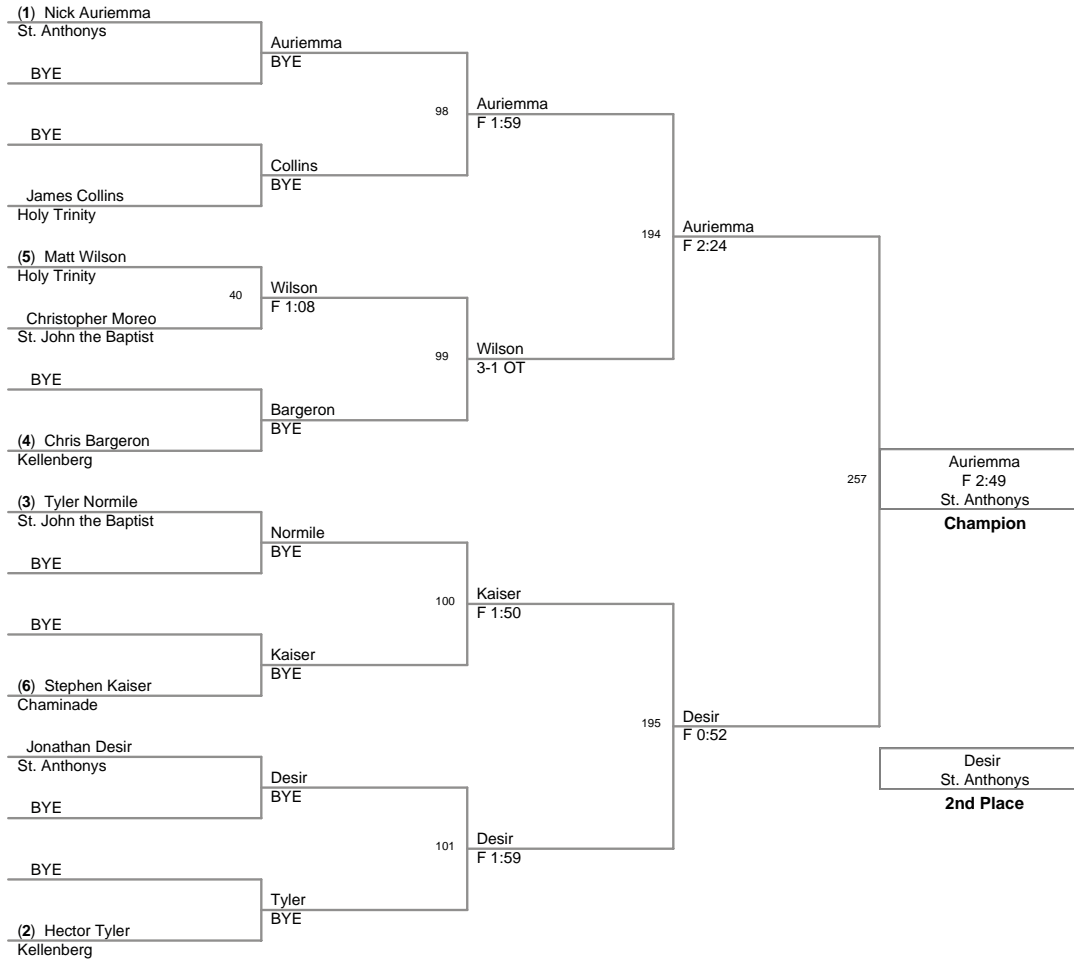 (1) Nick Auriemma
St. Anthonys
BYE
BYE
James Collins
Holy Trinity
(5) Matt Wilson
Holy Trinity
40
Christopher Moreo
St. John the Baptist
BYE
(4) Chris Bargeron
Kellenberg
(3) Tyler Normile
St. John the Baptist
BYE
BYE
(6) Stephen Kaiser
Chaminade
Jonathan Desir
St. Anthonys
BYE
BYE
(2) Hector Tyler
Kellenberg
Auriemma
BYE
98
Collins
BYE
Wilson
F 1:08
99
Bargeron
BYE
Normile
BYE
100
Kaiser
BYE
Desir
BYE
101
Tyler
BYE
Auriemma
F 1:59
194
Wilson
3-1 OT
Kaiser
F 1:50
195
Desir
F 1:59
Auriemma
F 2:24
257
Desir
F 0:52
Auriemma
F 2:49
St. Anthonys
Champion
Desir
St. Anthonys
2nd Place